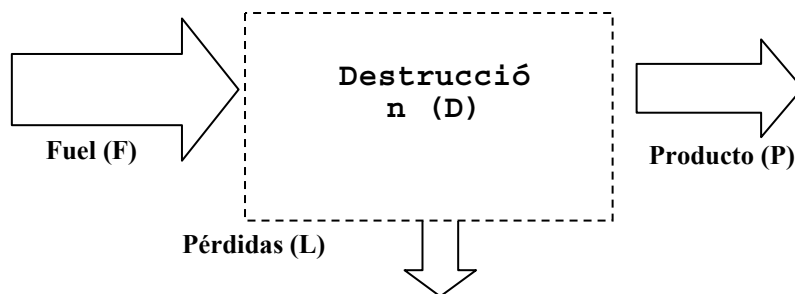 Destrucció
n (D)
Fuel (F)
Producto (P)
Pérdidas (L)